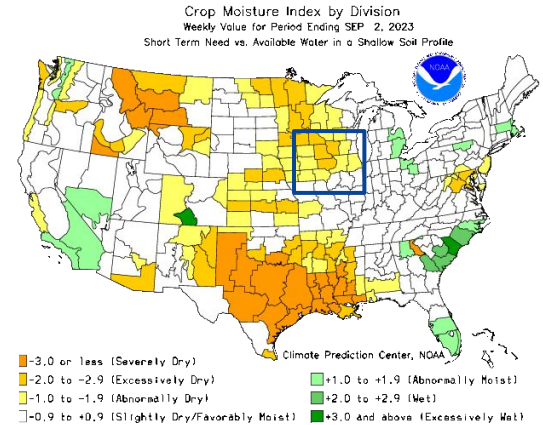 Crop Moisture Index by Division
Weekly Value for Period Ending SEP 2, 2023
Short Term Need vs. Available Water in a Shallow Soil Profile
NOAA
Climate Prediction Center, NOAA
-3.0 or less (Severely Dry)
-2.0 to -2.9 (Excessively Dry)
-1.0 to -1.9 (Abnormally Dry)
-0.9 to +0.9 (Slightly Dry/Favorably Moist)
+1.0 to +1.9 (Abnormally Moist)
+2.0 to +2.9 (Wet)
+3.0 and above (Excessively Wet)